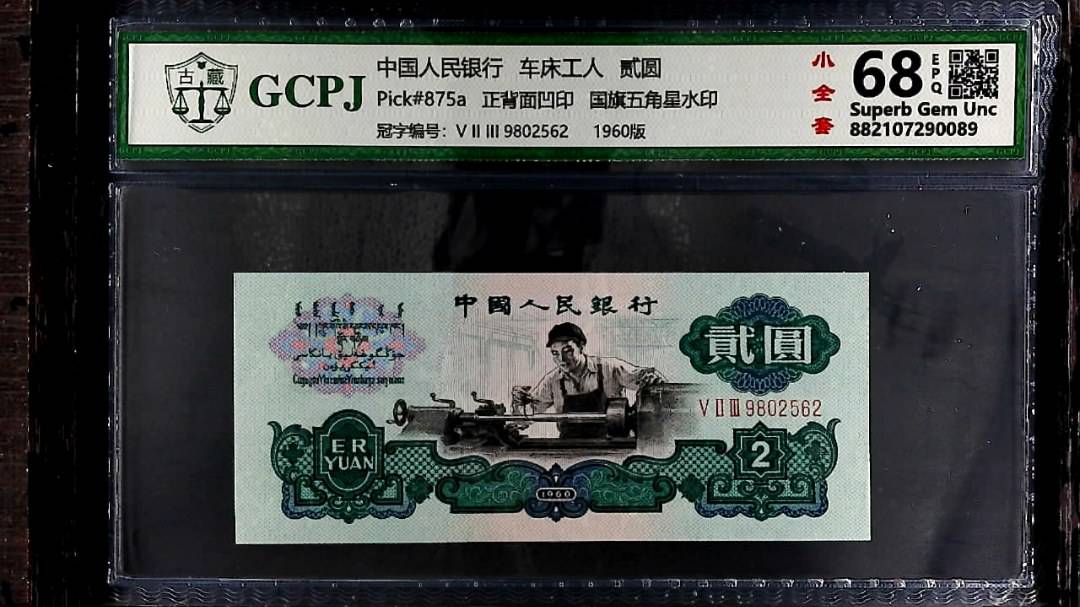 古藏
GCPJ
中国人民银行 车床工人 贰圆
Pick#875a 正背面凹印 国旗五角星水印
冠字编号: V II III 9802562 1960版
小全套
68
EPQ
Superb Gem Unc
882107290089
中國人民銀行
貳圓
V II III 9802562
ER
YUAN
2
1960